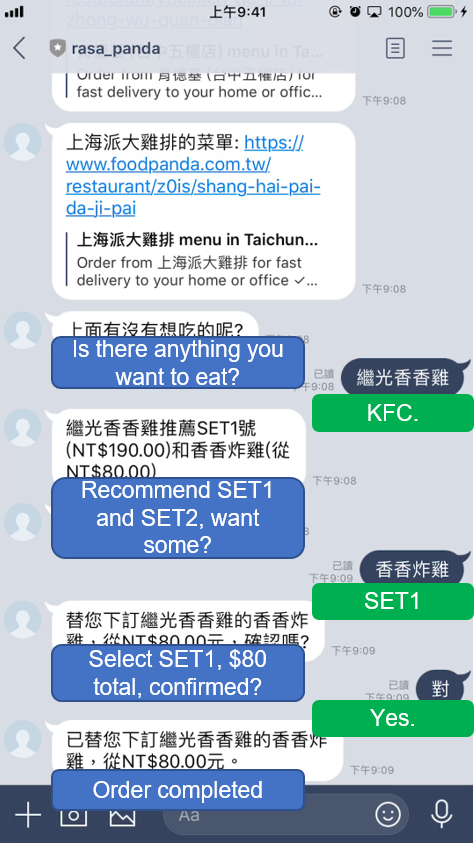 上午9:41
100%
rasa_panda
(台中五權店) menu in Ta...
Order from 肯德基 (台中五權店) for
fast delivery to your home or offic...
下午9:08
上海派大雞排的菜單: https://
www.foodpanda.com.tw/
restaurant/z0is/shang-hai-pai-
da-ji-pai
上海派大雞排 menu in Taichun...
Order from 上海派大雞排 for fast
delivery to your home or office ✓...
下午9:08
上面有沒有想吃的呢?
Is there anything you
want to eat?
已讀
下午9:08
繼光香香雞
KFC.
繼光香香雞推薦SET1號
(NT$190.00)和香香炸雞(從
NT$80.00)
下午9:08
Recommend SET1
and SET2, want
some?
已讀
下午9:09
香香炸雞
SET1
替您下訂繼光香香雞的香香炸
雞，從NT$80.00元，確認嗎?
下午9:09
Select SET1, $80
total, confirmed?
已讀
下午9:09
對
Yes.
已替您下訂繼光香香雞的香香炸
雞，從NT$80.00元。
下午9:09
Order completed
Aa